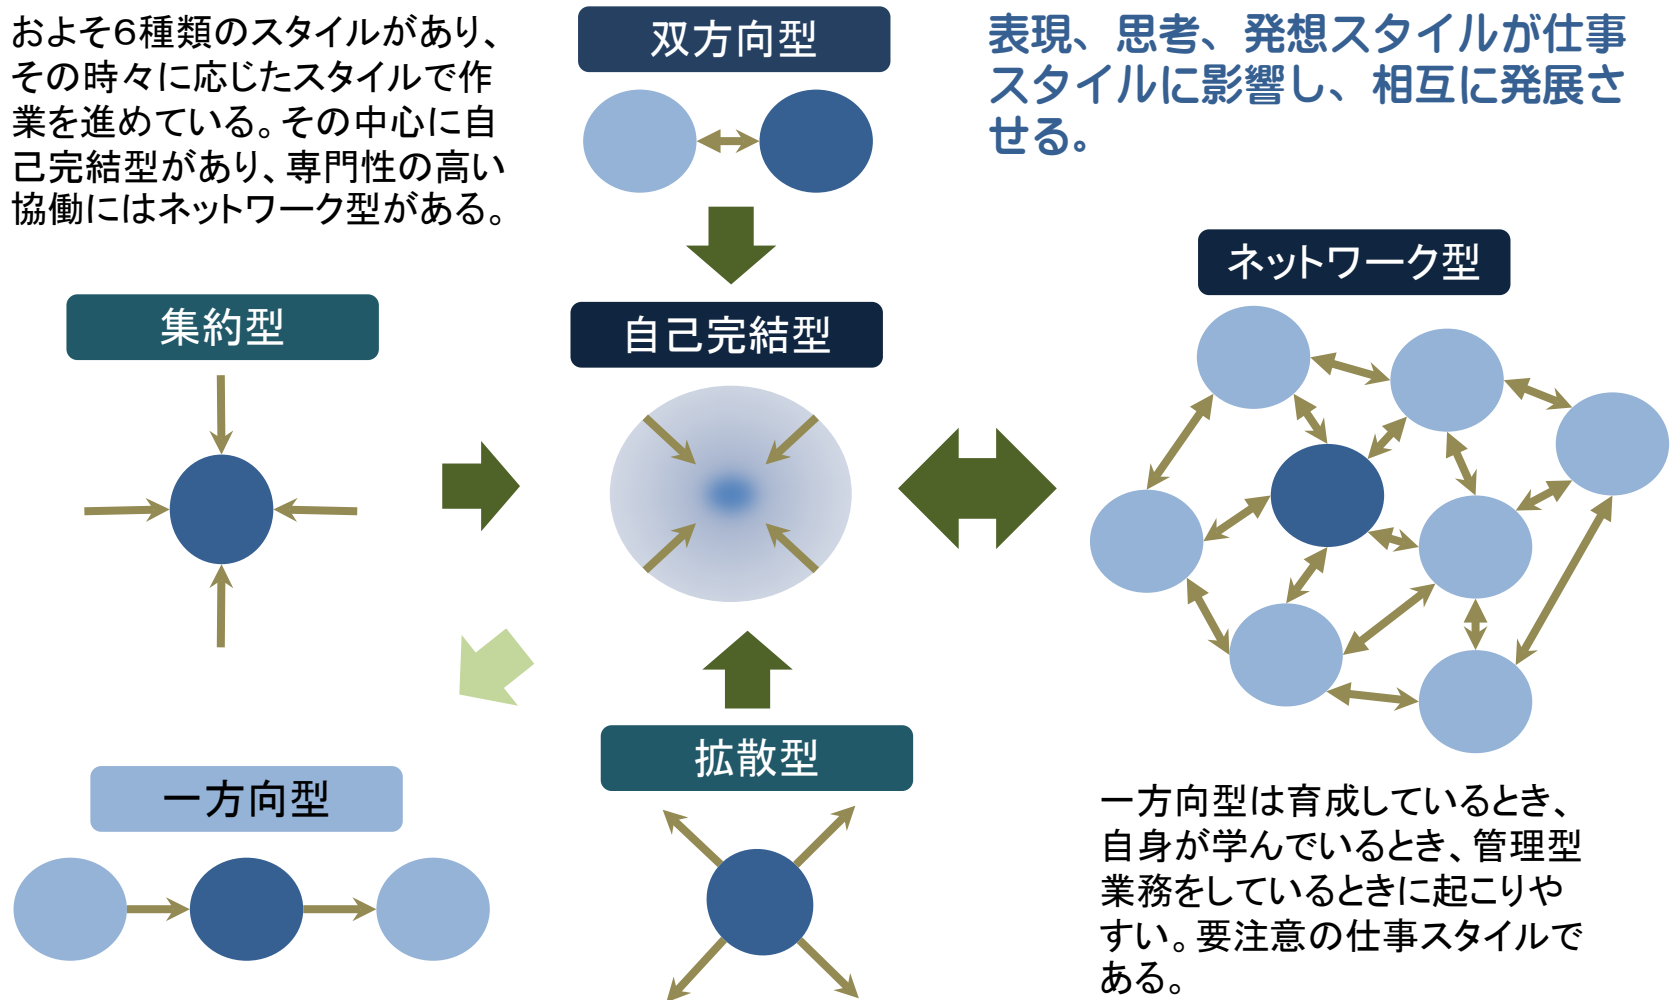 およそ6種類のスタイルがあり、
その時々に応じたスタイルで作
業を進めている。その中心に自
己完結型があり、専門性の高い
協働にはネットワーク型がある。
双方向型
表現、思考、発想スタイルが仕事
スタイルに影響し、相互に発展さ
せる。
集約型
自己完結型
ネットワーク型
一方向型
拡散型
一方向型は育成しているとき、
自身が学んでいるとき、管理型
業務をしているときに起こりや
すい。要注意の仕事スタイルで
ある。